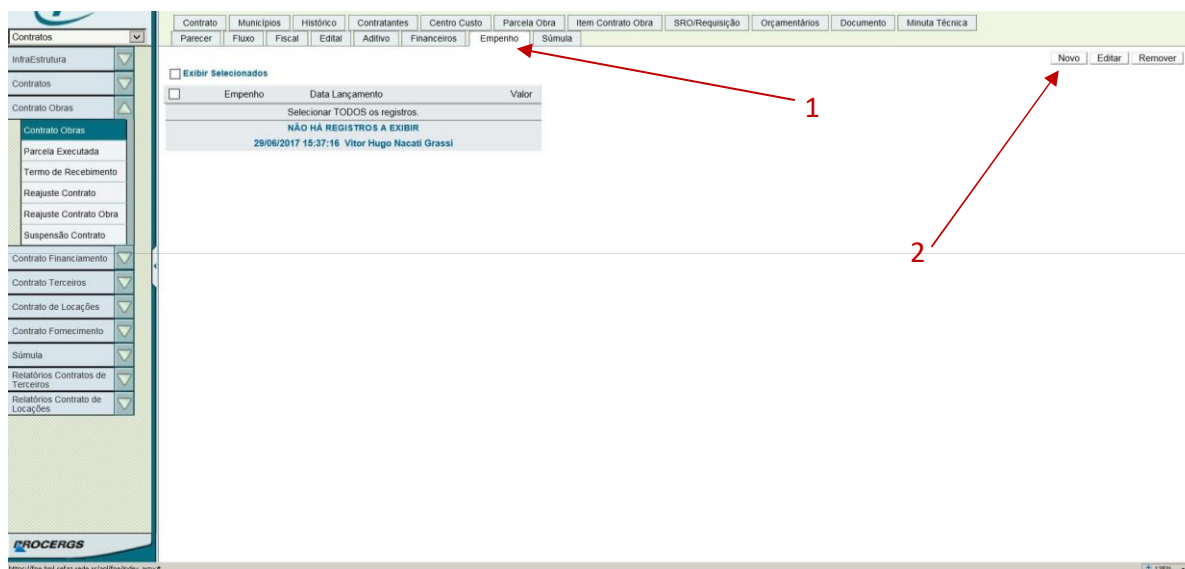 Contrato Municípios Histórico Contratantes Centro Custo Parcela Obra Item Contrato Obra SRO/Requisição Orçamentários Documento Minuta Técnica
Parecer Fluxo Fiscal Edital Aditivo Financeiros Empenho Súmula
Contratos
InfraEstrutura
Contratos
Contrato Obras
Contrato Obras
Parcela Executada
Termo de Recebimento
Reajuste Contrato
Reajuste Contrato Obra
Suspensão Contrato
Contrato Financiamento
Contrato Terceiros
Contrato de Locações
Contrato Fornecimento
Súmula
Relatórios Contratos de
Terceiros
Relatórios Contrato de
Locações
PROCERGS
Novo Editar Remover
Exibir Selecionados
Empenho Data Lançamento Valor
Selecionar TODOS os registros.
NÃO HÁ REGISTROS A EXIBIR
29/06/2017 15:37:16 Vitor Hugo Nacati Grassi
1
2